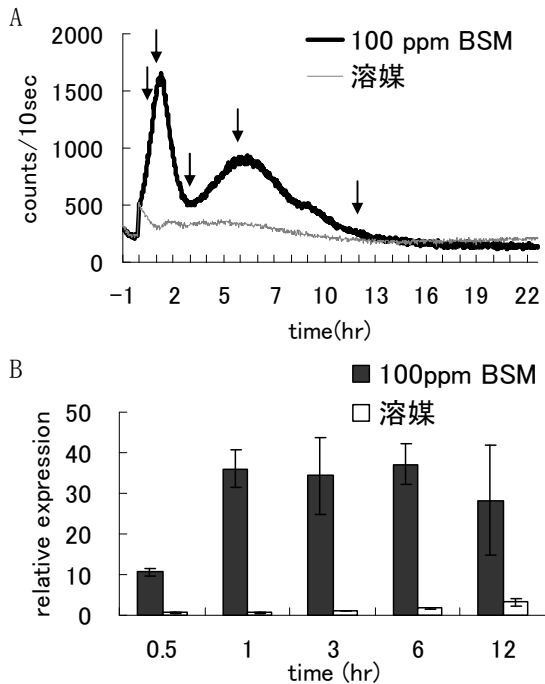 A
2000
1500
1000
500
0
counts/10sec
100 ppm BSM
溶媒
-1 2 5 7 10 13 16 19 22
time(hr)
B
100ppm BSM
溶媒
50
40
30
20
10
0
relative expression
0.5 1 3 6 12
time (hr)